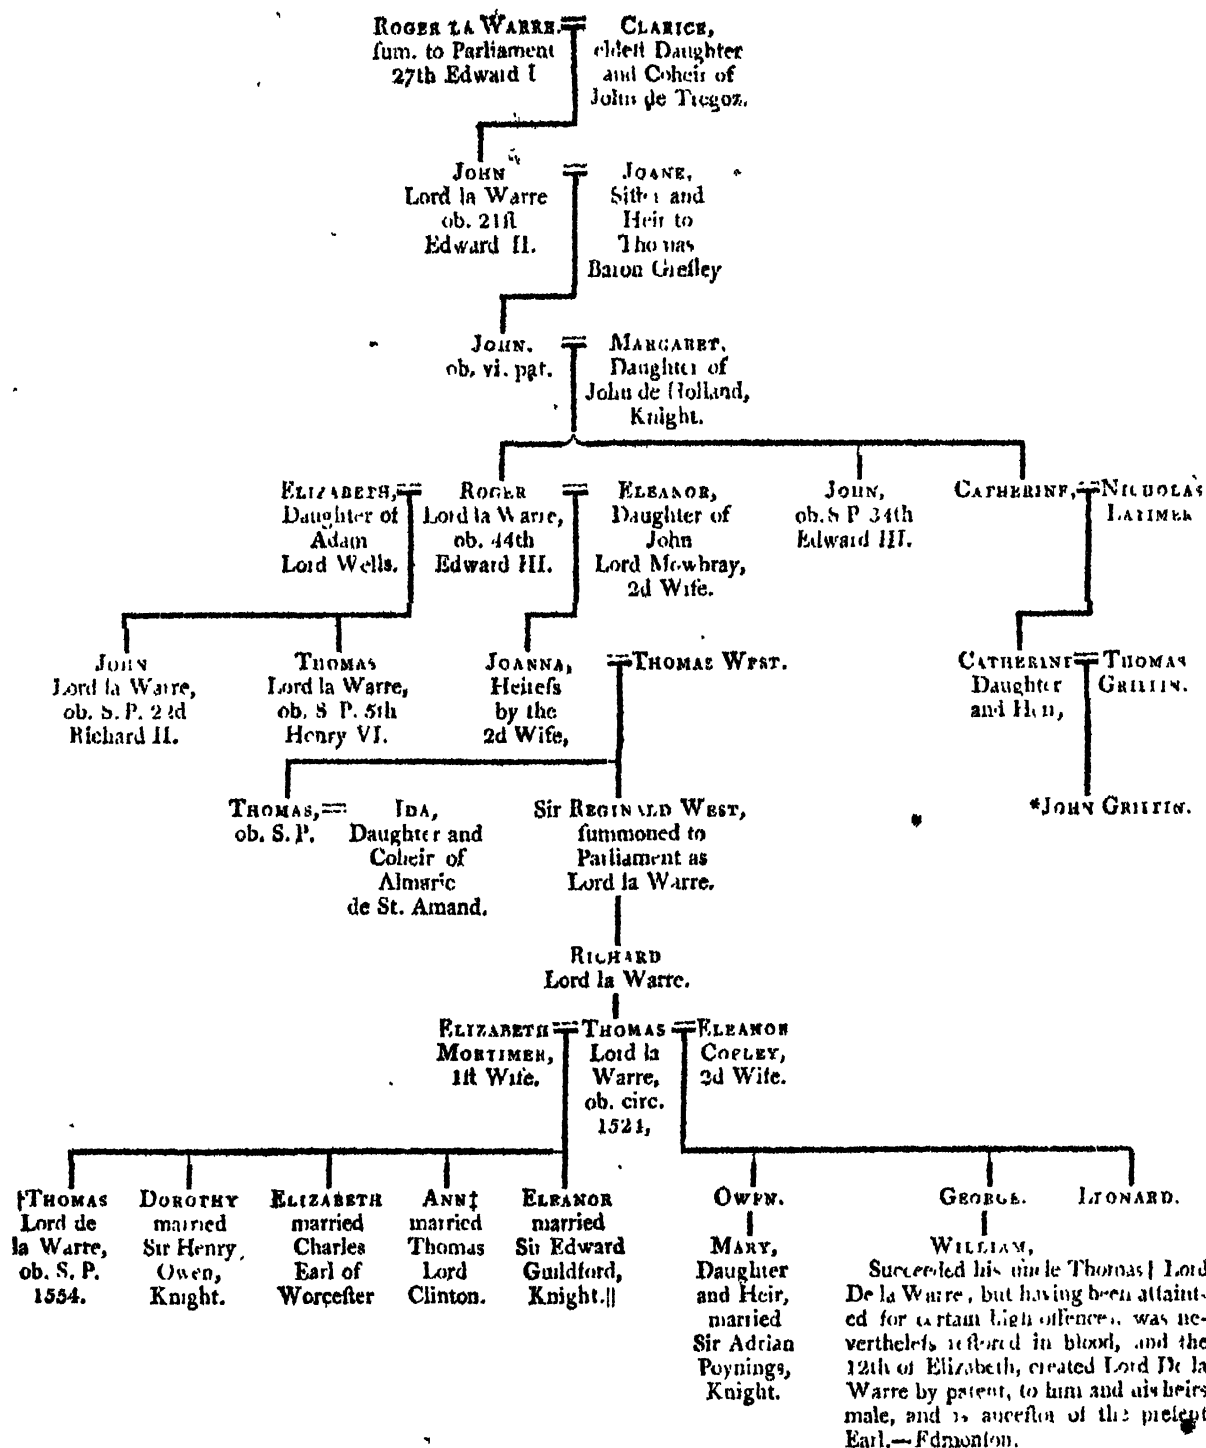 ROGER LA WARRE.
ſum. to Parliament
27th Edward I
CLARICE,
eldeſt Daughter
and Coheir of
John de Tregoz.
JOHN
Lord la Warre
ob. 21ſt
Edward II.
JOANE,
Siſter and
Heir to
Thomas
Baron Greſley
JOHN.
ob. vi. pat.
MARGARET,
Daughter of
John de Holland,
Knight.
ELIZABETH,
Daughter of
Adam
Lord Wells.
ROGER
Lord la Warre,
ob. 44th
Edward III.
ELEANOR,
Daughter of
John
Lord Mowbray,
2d Wife.
JOHN,
ob. S P 34th
Edward III.
CATHERINE,
NICHOLAS
LATIMER
JOHN
Lord la Warre,
ob. S. P. 22d
Richard II.
THOMAS
Lord la Warre,
ob. S P. 5th
Henry VI.
JOANNA,
Heireſs
by the
2d Wife,
THOMAS WEST.
CATHERINE
Daughter
and Heir,
THOMAS
GRIFFIN.
THOMAS,
ob. S. P.
IDA,
Daughter and
Coheir of
Almaric
de St. Amand.
Sir REGINALD WEST,
ſummoned to
Parliament as
Lord la Warre.
*JOHN GRIFFIN.
RICHARD
Lord la Warre.
ELIZABETH
MORTIMER,
1ſt Wife.
THOMAS
Lord la
Warre,
ob. circ.
1524,
ELEANOR
COPLEY,
2d Wife.
†THOMAS
Lord de
la Warre,
ob. S. P.
1554.
DOROTHY
married
Sir Henry
Owen,
Knight.
ELIZABETH
married
Charles
Earl of
Worceſter
ANN‡
married
Thomas
Lord
Clinton.
ELEANOR
married
Sir Edward
Guildford,
Knight.||
OWEN.
MARY,
Daughter
and Heir,
married
Sir Adrian
Poynings,
Knight.
GEORGE.
LEONARD.
WILLIAM,
Succeeded his uncle Thomas† Lord
De la Warre, but having been attaint-
ed for certain high offences, was ne-
vertheleſs reſtored in blood, and the
12th of Elizabeth, created Lord De la
Warre by patent, to him and his heirs
male, and is anceſtor of the preſent
Earl.—Edmonſon.